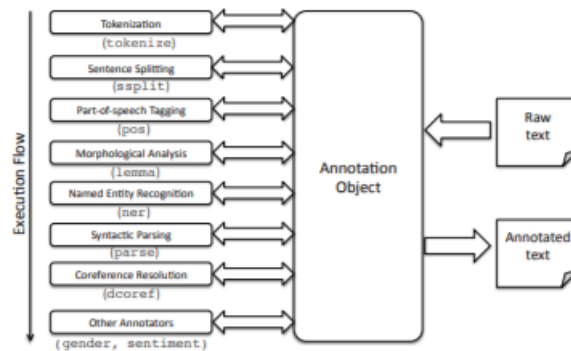 Execution Flow
Tokenization
(tokenize)
Sentence Splitting
(ssplit)
Part-of-speech Tagging
(pos)
Morphological Analysis
(lemma)
Named Entity Recognition
(ner)
Syntactic Parsing
(parse)
Coreference Resolution
(dcoref)
Other Annotators
(gender, sentiment)
Annotation
Object
Raw
text
Annotated
text